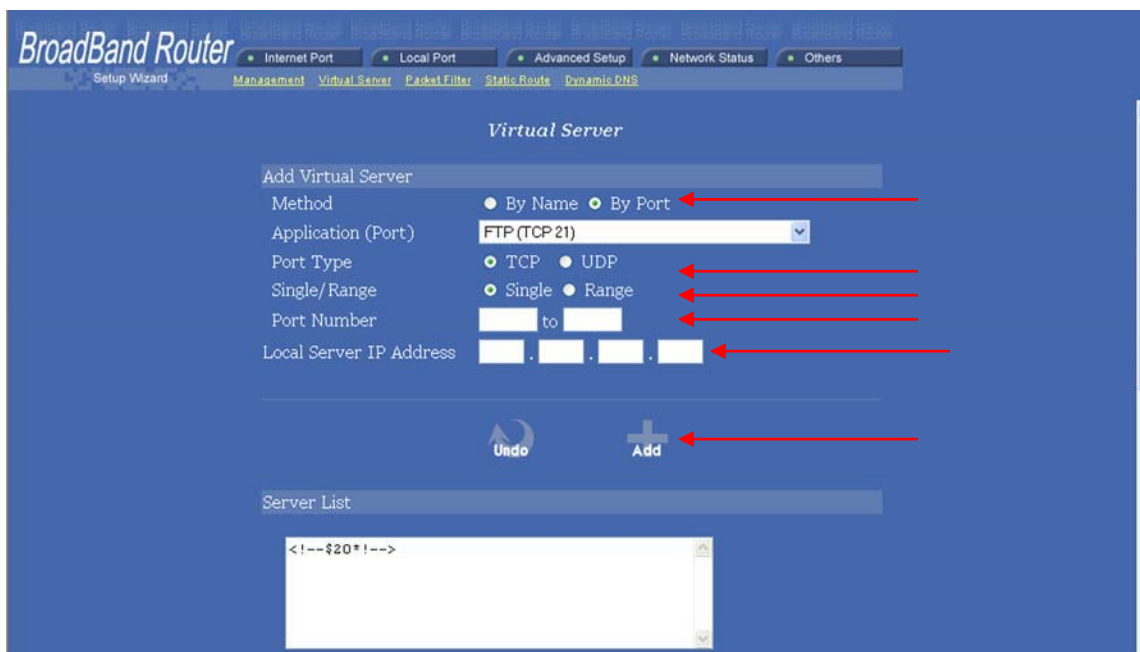 BroadBand Router
Internet Port Local Port Advanced Setup Network Status Others
Setup Wizard
Management Virtual Server Packet Filter Static Route Dynamic DNS
Virtual Server
Add Virtual Server
Method By Name By Port
Application (Port) FTP (TCP 21)
Port Type TCP UDP
Single/Range Single Range
Port Number to
Local Server IP Address . . .
Undo Add
Server List
<!--$20*!-->